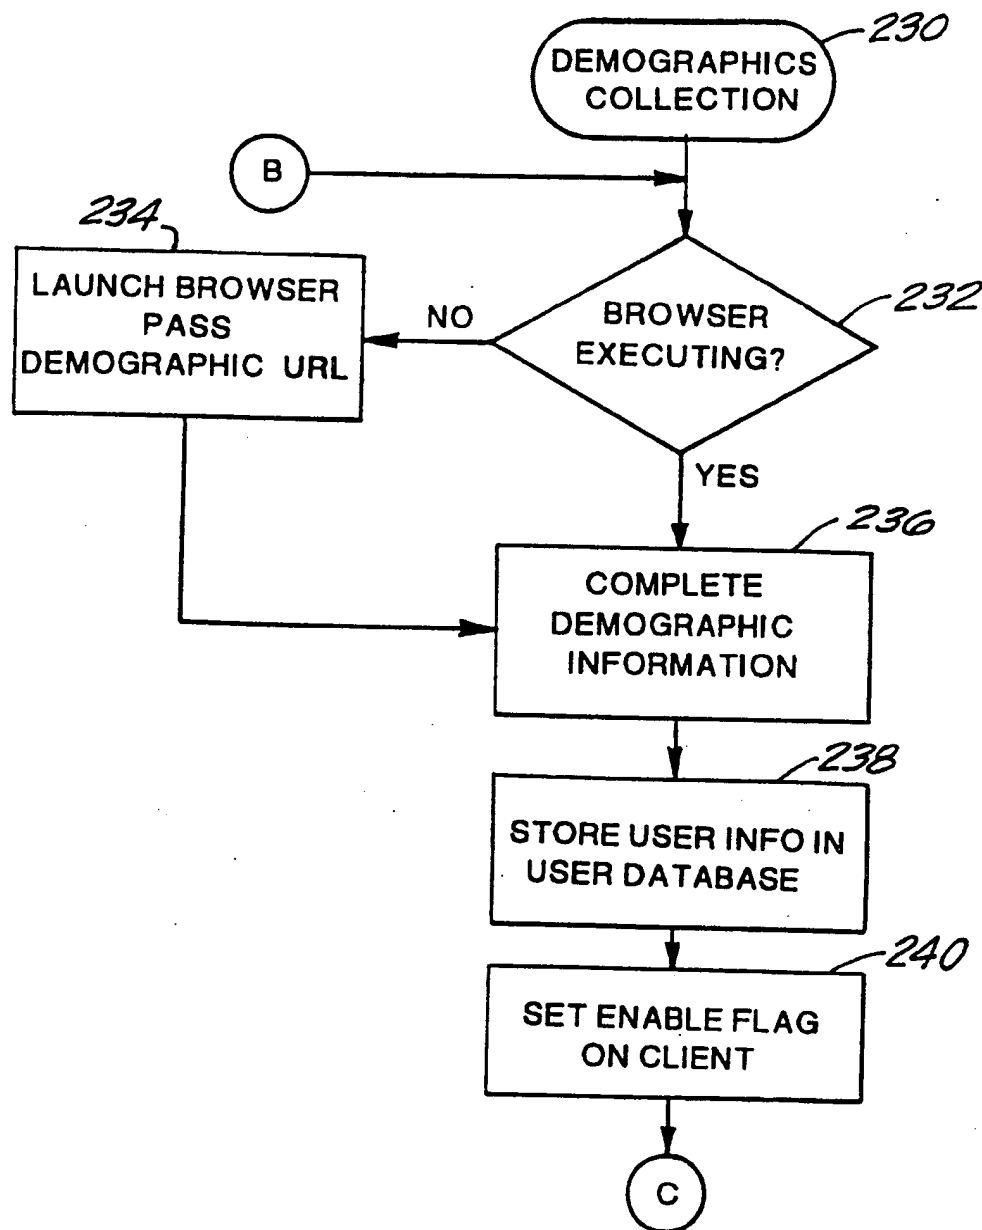 230
DEMOGRAPHICS
COLLECTION
B
234
LAUNCH BROWSER
PASS
DEMOGRAPHIC URL
NO
BROWSER
EXECUTING?
232
YES
236
COMPLETE
DEMOGRAPHIC
INFORMATION
238
STORE USER INFO IN
USER DATABASE
240
SET ENABLE FLAG
ON CLIENT
C